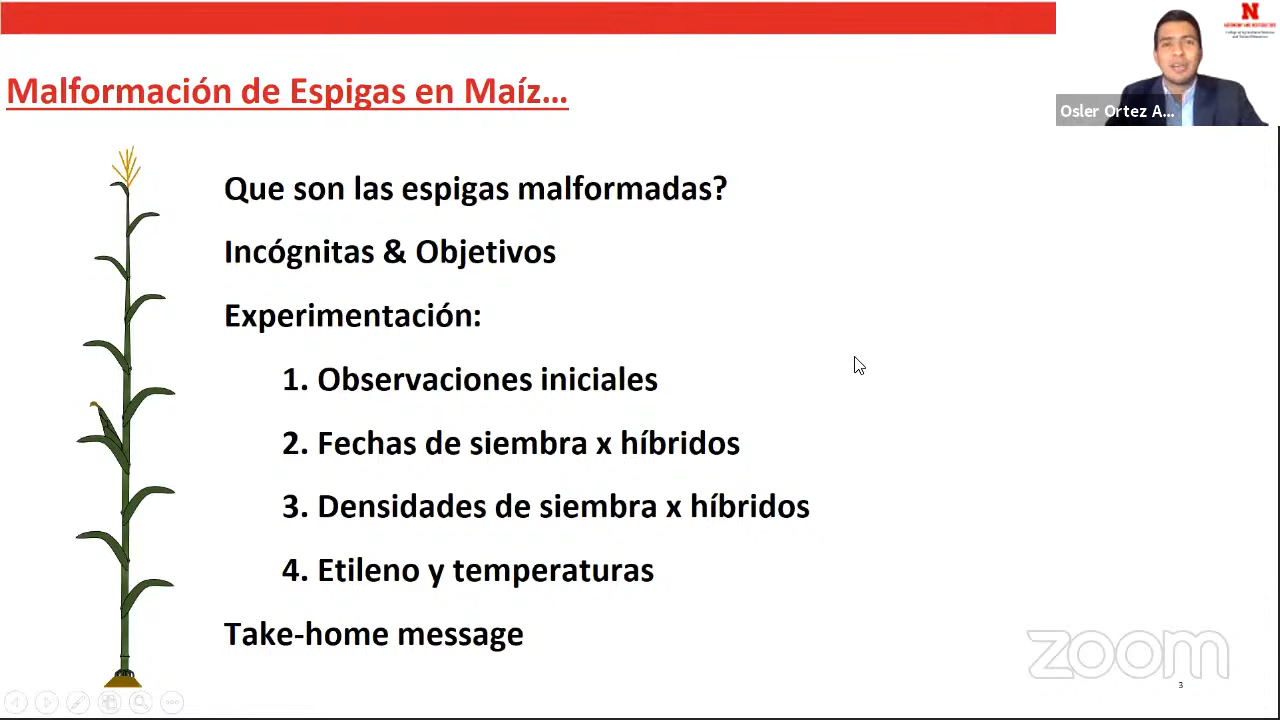 Malformación de Espigas en Maíz...
N
Osler Ortez A...
Que son las espigas malformadas?
Incógnitas & Objetivos
Experimentación:
1. Observaciones iniciales
2. Fechas de siembra x híbridos
3. Densidades de siembra x híbridos
4. Etileno y temperaturas
Take-home message
zoom
3